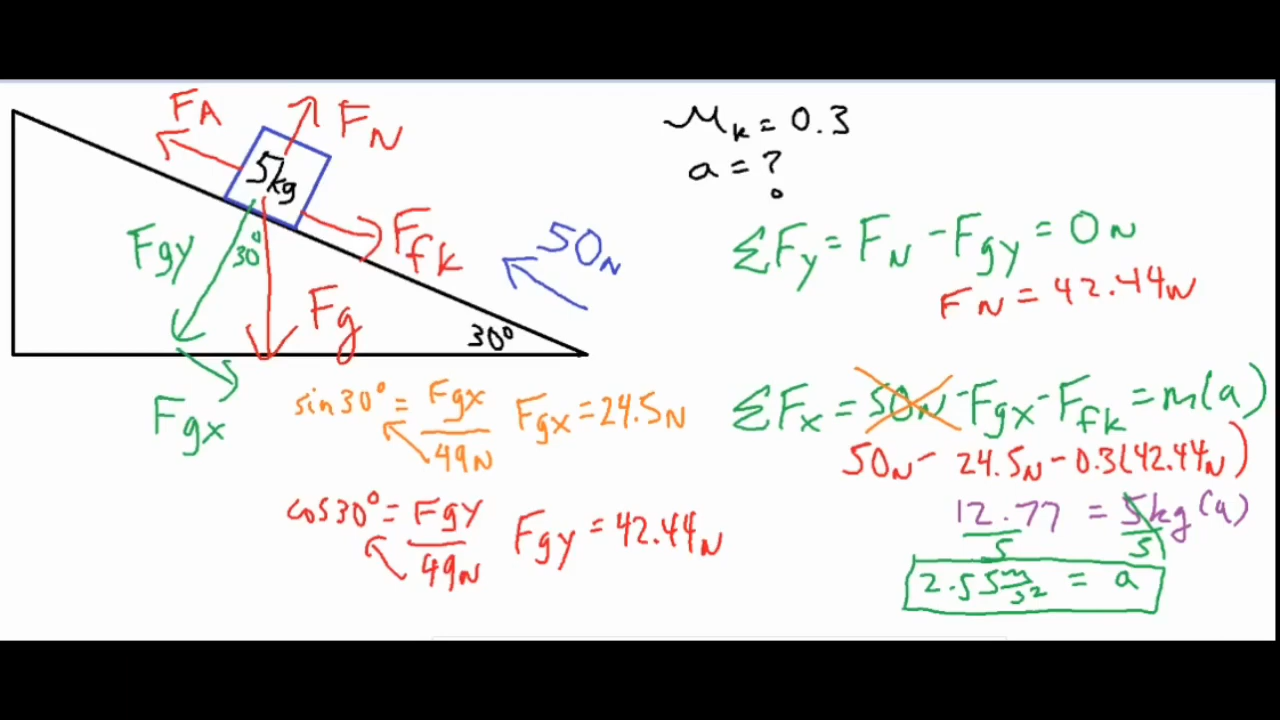 FA
FN
5kg
Fgy
30°
Ffk
50N
Fg
30°
Fgx
μk = 0.3
a = ?
ΣFy = FN - Fgy = 0N
FN = 42.44N
sin30° = Fgx/49N Fgx = 24.5N
cos30° = Fgy/49N Fgy = 42.44N
ΣFx = 50N - Fgx - Ffk = m(a)
50N - 24.5N - 0.3(42.44N)
12.77/5 = 5kg(a)/5
2.55 m/s² = a